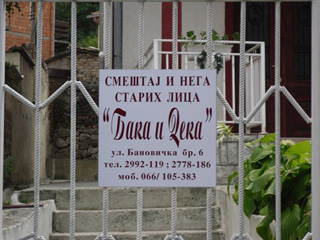 СМЕШТАЈ И НЕГА
СТАРИХ ЛИЦА
"Бака и Дека"
ул. Бановичка бр. 6
тел. 2992-119 ; 2778-186
моб. 066/ 105-383